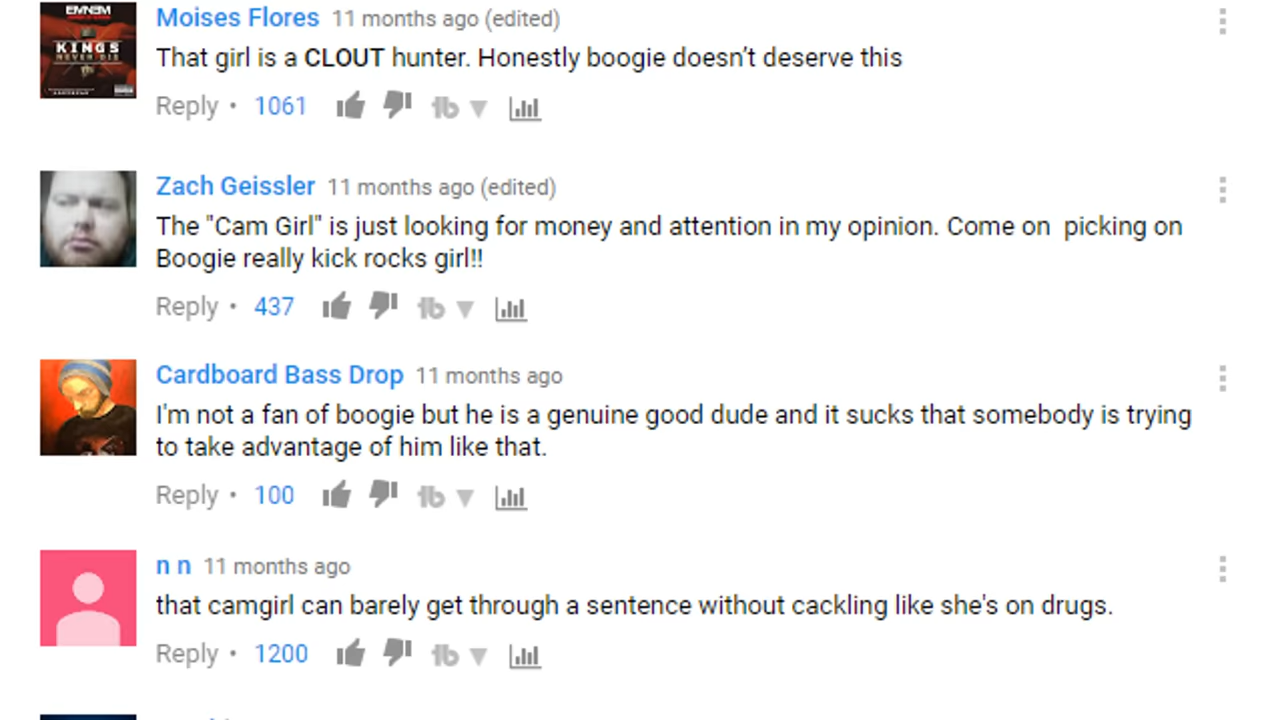 EMINEM
KINGS
NEVER DIE
Moises Flores 11 months ago (edited)
That girl is a CLOUT hunter. Honestly boogie doesn't deserve this
Reply • 1061
Zach Geissler 11 months ago (edited)
The "Cam Girl" is just looking for money and attention in my opinion. Come on  picking on
Boogie really kick rocks girl!!
Reply • 437
Cardboard Bass Drop 11 months ago
I'm not a fan of boogie but he is a genuine good dude and it sucks that somebody is trying
to take advantage of him like that.
Reply • 100
n n 11 months ago
that camgirl can barely get through a sentence without cackling like she's on drugs.
Reply • 1200